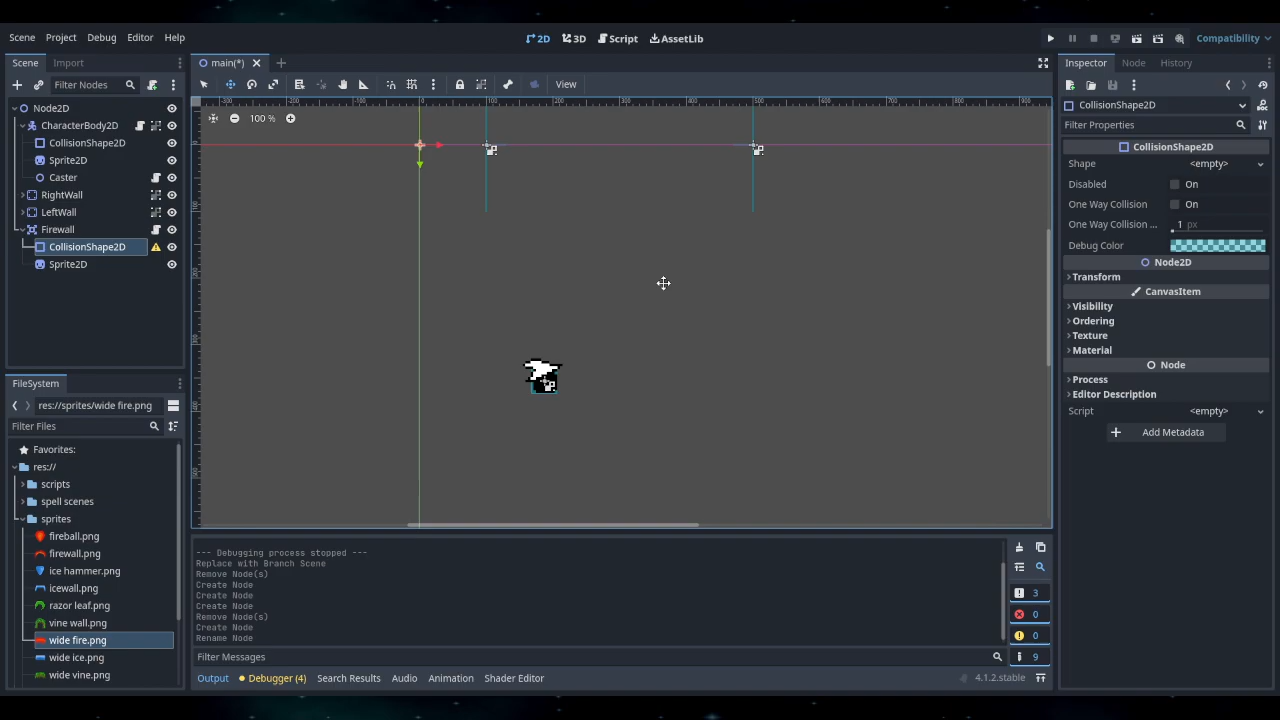 Scene Project Debug Editor Help
2D 3D Script AssetLib
Compatibility
Scene Import
main(*)
Inspector Node History
Filter Nodes
View
Node2D
CharacterBody2D
CollisionShape2D
Sprite2D
Caster
RightWall
LeftWall
Firewall
CollisionShape2D
Sprite2D
100 %
CollisionShape2D
Filter Properties
CollisionShape2D
Shape <empty>
Disabled On
One Way Collision On
One Way Collision ... 1 px
Debug Color
Node2D
Transform
CanvasItem
Visibility
Ordering
Texture
Material
Node
Process
Editor Description
Script <empty>
Add Metadata
FileSystem
res://sprites/wide fire.png
Filter Files
Favorites:
res://
scripts
spell scenes
sprites
fireball.png
firewall.png
ice hammer.png
icewall.png
razor leaf.png
vine wall.png
wide fire.png
wide ice.png
wide vine.png
--- Debugging process stopped ---
Replace with Branch Scene
Remove Node(s)
Create Node
Create Node
Create Node
Remove Node(s)
Create Node
Rename Node
3
0
0
9
Filter Messages
Output Debugger (4) Search Results Audio Animation Shader Editor
4.1.2.stable